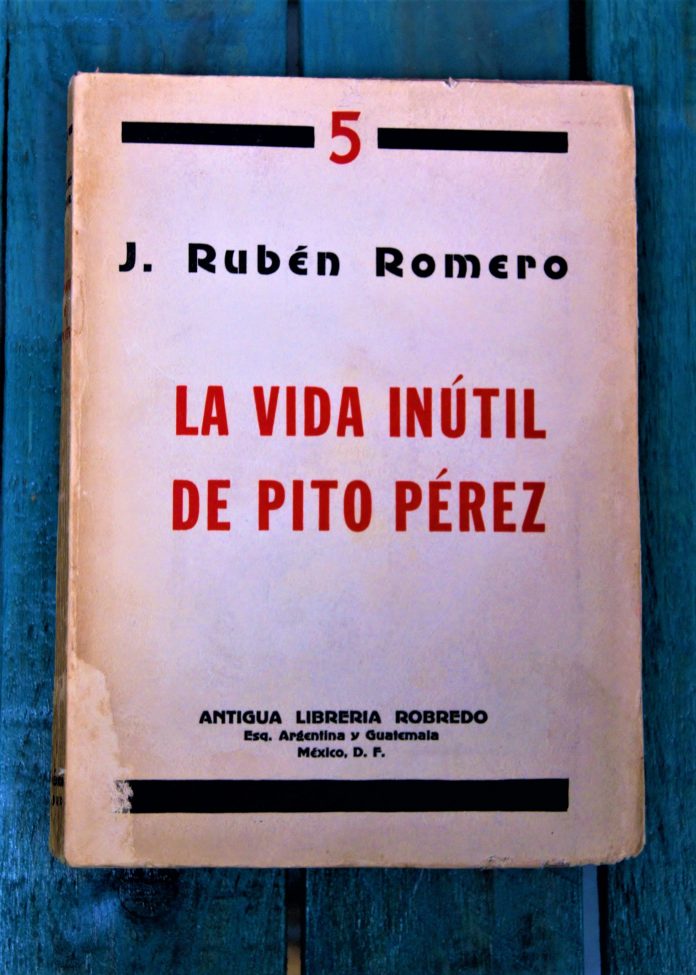 5
J. Rubén Romero
LA VIDA INÚTIL
DE PITO PÉREZ
ANTIGUA LIBRERIA ROBREDO
Esq. Argentina y Guatemala
México, D. F.